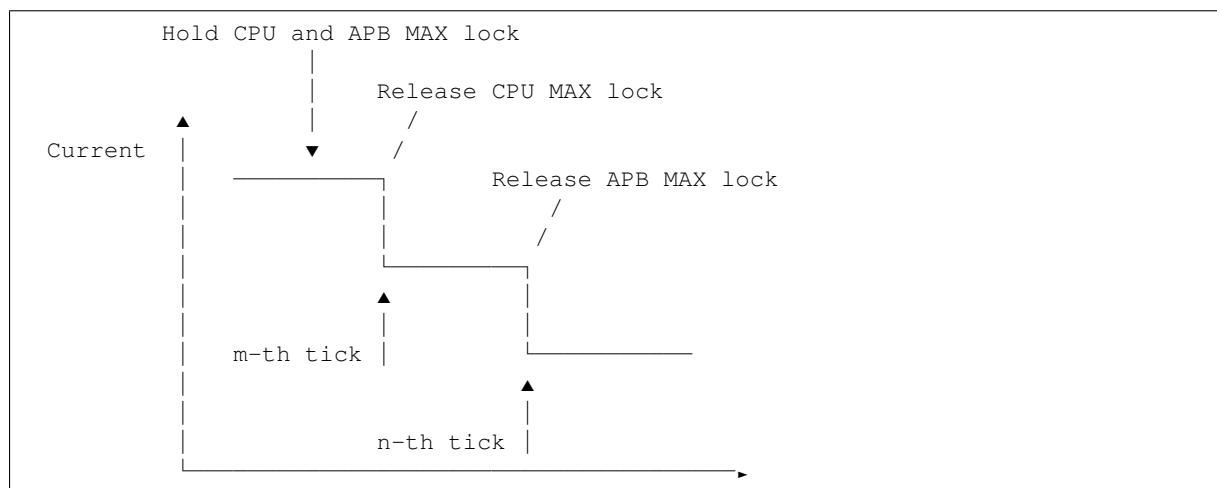 Hold CPU and APB MAX lock
Release CPU MAX lock
Current
Release APB MAX lock
m-th tick
n-th tick